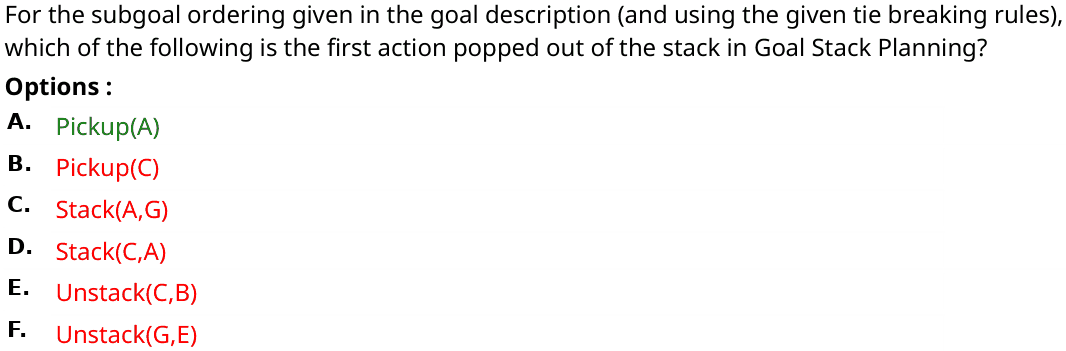 For the subgoal ordering given in the goal description (and using the given tie breaking rules),
which of the following is the first action popped out of the stack in Goal Stack Planning?
Options :
A. Pickup(A)
B. Pickup(C)
C. Stack(A,G)
D. Stack(C,A)
E. Unstack(C,B)
F. Unstack(G,E)